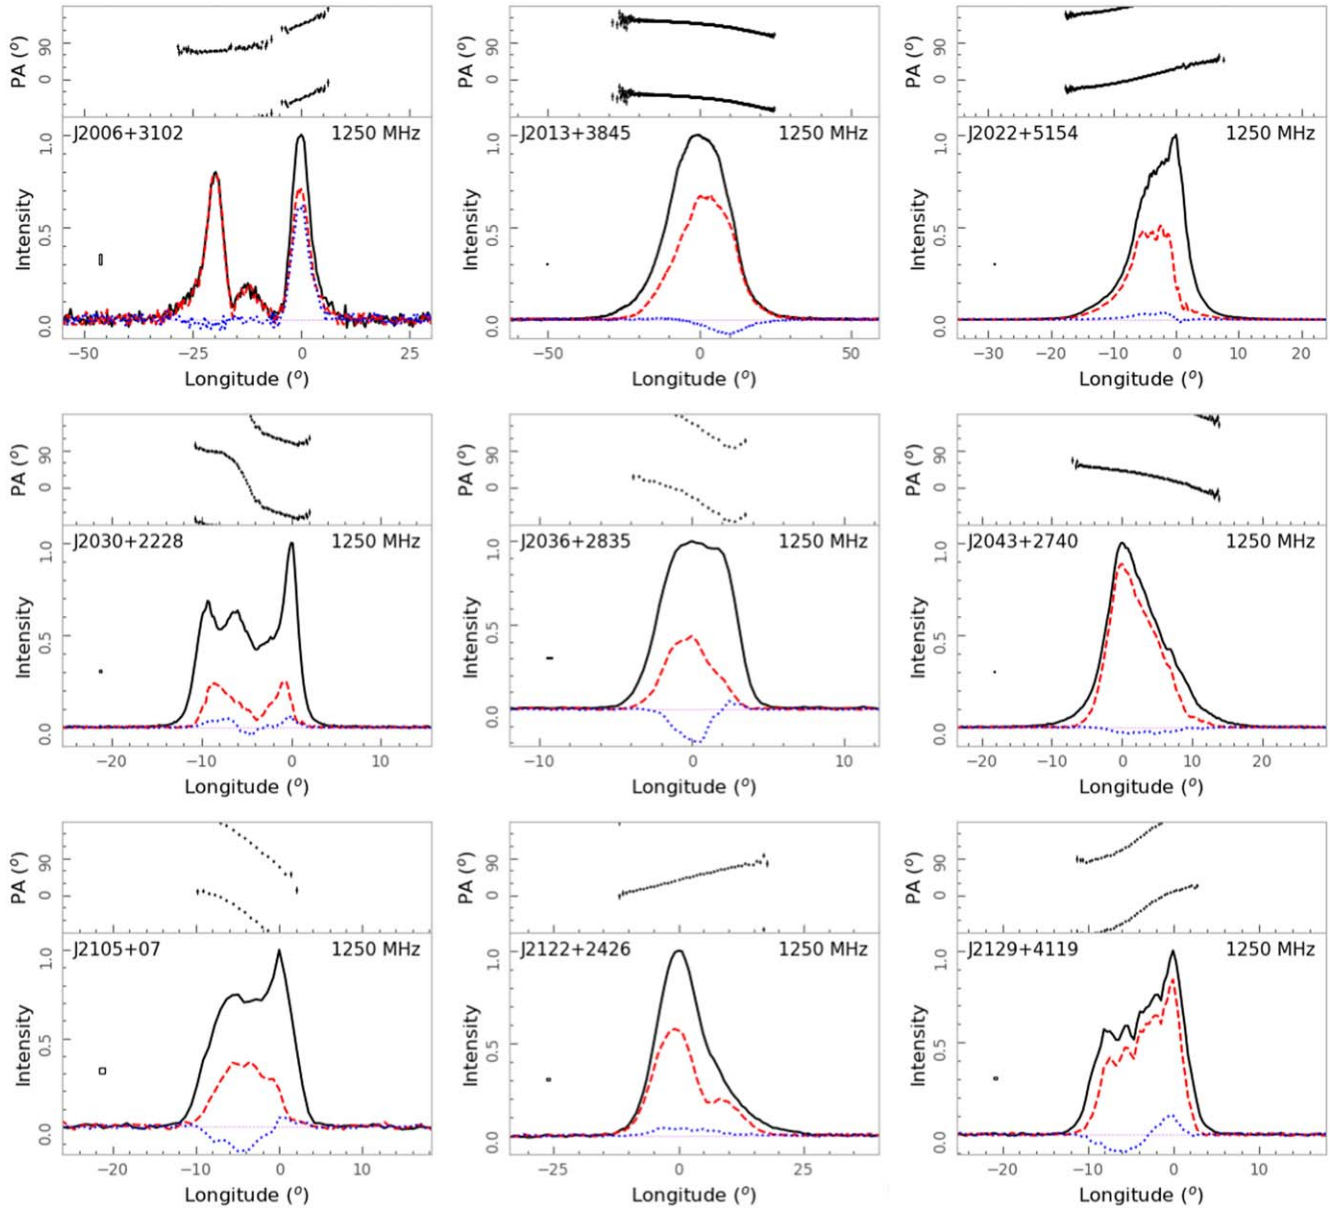 PA (°)
90
0
J2006+3102 1250 MHz
Intensity
1.0
0.5
0.0
−50 −25 0 25
Longitude (°)
PA (°)
90
0
J2013+3845 1250 MHz
Intensity
1.0
0.5
0.0
−50 0 50
Longitude (°)
PA (°)
90
0
J2022+5154 1250 MHz
Intensity
1.0
0.5
0.0
−29 −20 −10 0 10 20
Longitude (°)
PA (°)
90
0
J2030+2228 1250 MHz
Intensity
1.0
0.5
0.0
−20 −10 0 10
Longitude (°)
PA (°)
90
0
J2036+2835 1250 MHz
Intensity
1.0
0.5
0.0
−10 0 10
Longitude (°)
PA (°)
90
0
J2043+2740 1250 MHz
Intensity
1.0
0.5
0.0
−20 −10 0 10 20
Longitude (°)
PA (°)
90
0
J2105+07 1250 MHz
Intensity
1.0
0.5
0.0
−20 −10 0 10
Longitude (°)
PA (°)
90
0
J2122+2426 1250 MHz
Intensity
1.0
0.5
0.0
−25 0 25
Longitude (°)
PA (°)
90
0
J2129+4119 1250 MHz
Intensity
1.0
0.5
0.0
−20 −10 0 10
Longitude (°)